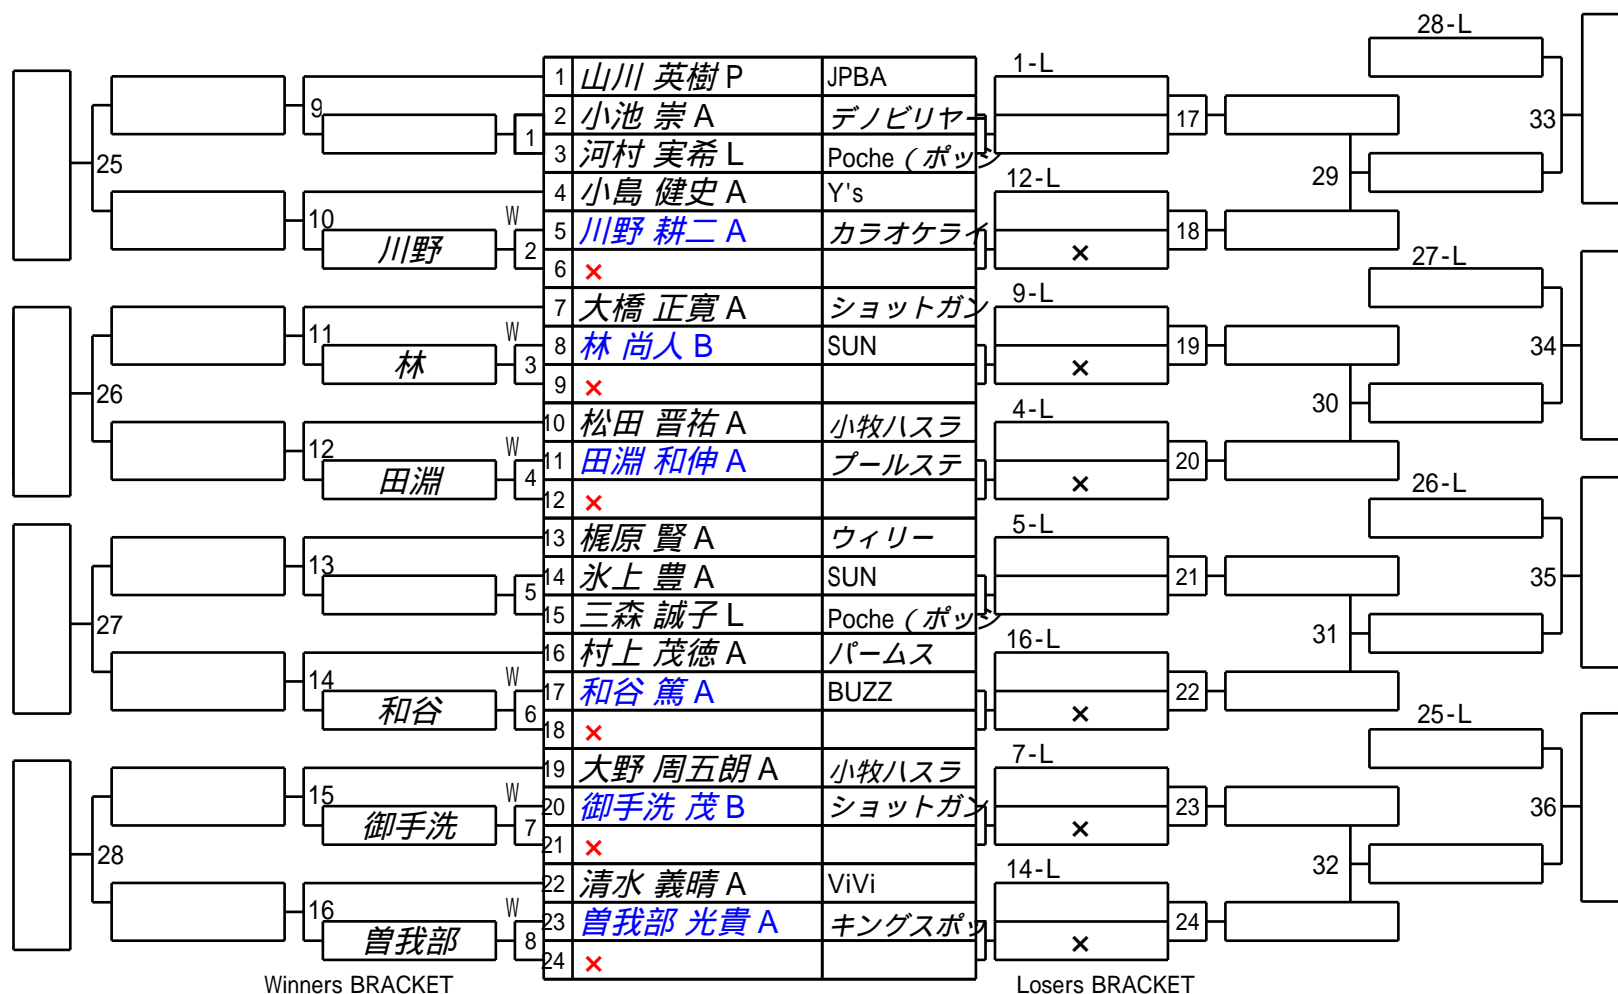 28-L
1-L
1 山川 英樹 P JPBA
9
2 小池 崇 A デノビリヤー
17
33
1
3 河村 実希 L Poche（ポッシ
25
4 小島 健史 A Y's
12-L
29
10
W
5 川野 耕二 A カラオケライ
18
川野
2
×
6 ×
27-L
7 大橋 正寛 A ショットガン
9-L
11
W
8 林 尚人 B SUN
19
34
林
3
×
26
9 ×
30
10 松田 晋祐 A 小牧ハスラ
4-L
12
W
11 田淵 和伸 A プールステ
20
田淵
4
×
26-L
12 ×
13 梶原 賢 A ウィリー
5-L
13
14 氷上 豊 A SUN
21
35
5
27
15 三森 誠子 L Poche（ポッシ
31
16 村上 茂徳 A パームス
16-L
14
W
17 和谷 篤 A BUZZ
22
和谷
6
×
25-L
18 ×
19 大野 周五朗 A 小牧ハスラ
7-L
15
W
20 御手洗 茂 B ショットガン
23
36
御手洗
7
×
28
21 ×
32
22 清水 義晴 A ViVi
14-L
16
W
23 曽我部 光貴 A キングスポッ
24
曽我部
8
×
24 ×
Winners BRACKET
Losers BRACKET